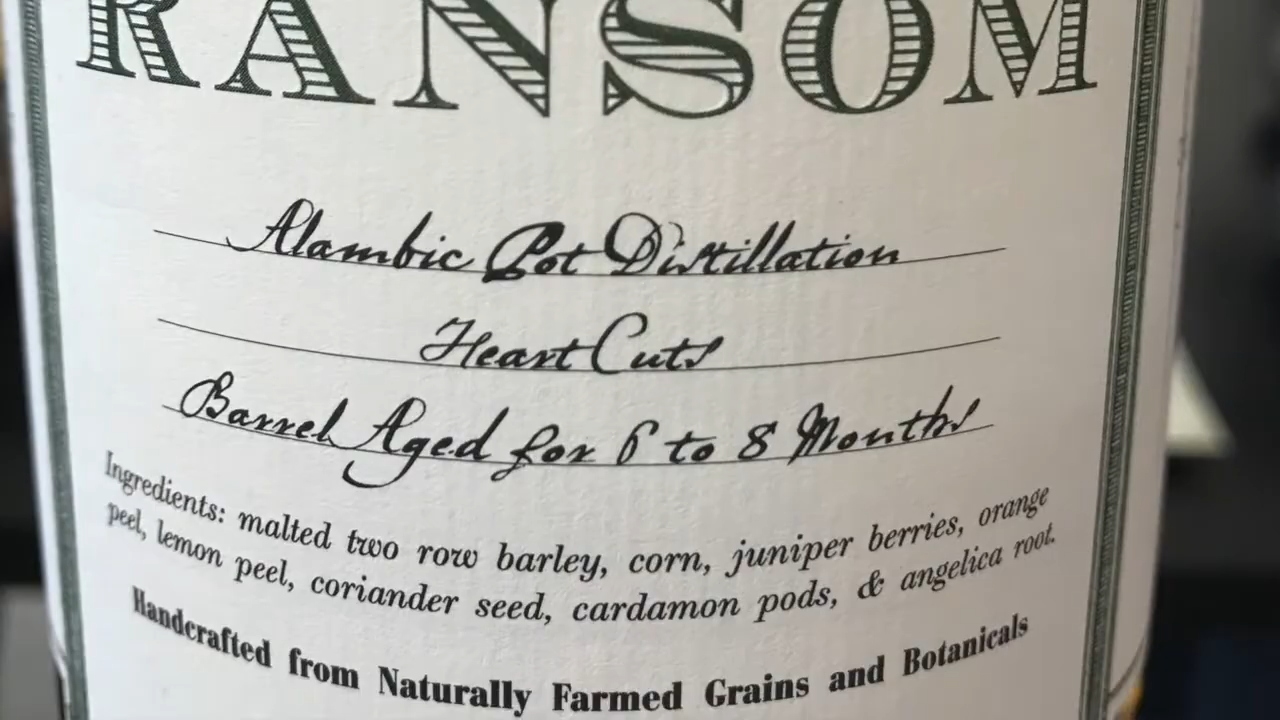 RANSOM
Alambic Pot Distillation
Heart Cuts
Barrel Aged for 6 to 8 Months
Ingredients: malted two row barley, corn, juniper berries, orange
peel, lemon peel, coriander seed, cardamon pods, & angelica root.
Handcrafted from Naturally Farmed Grains and Botanicals